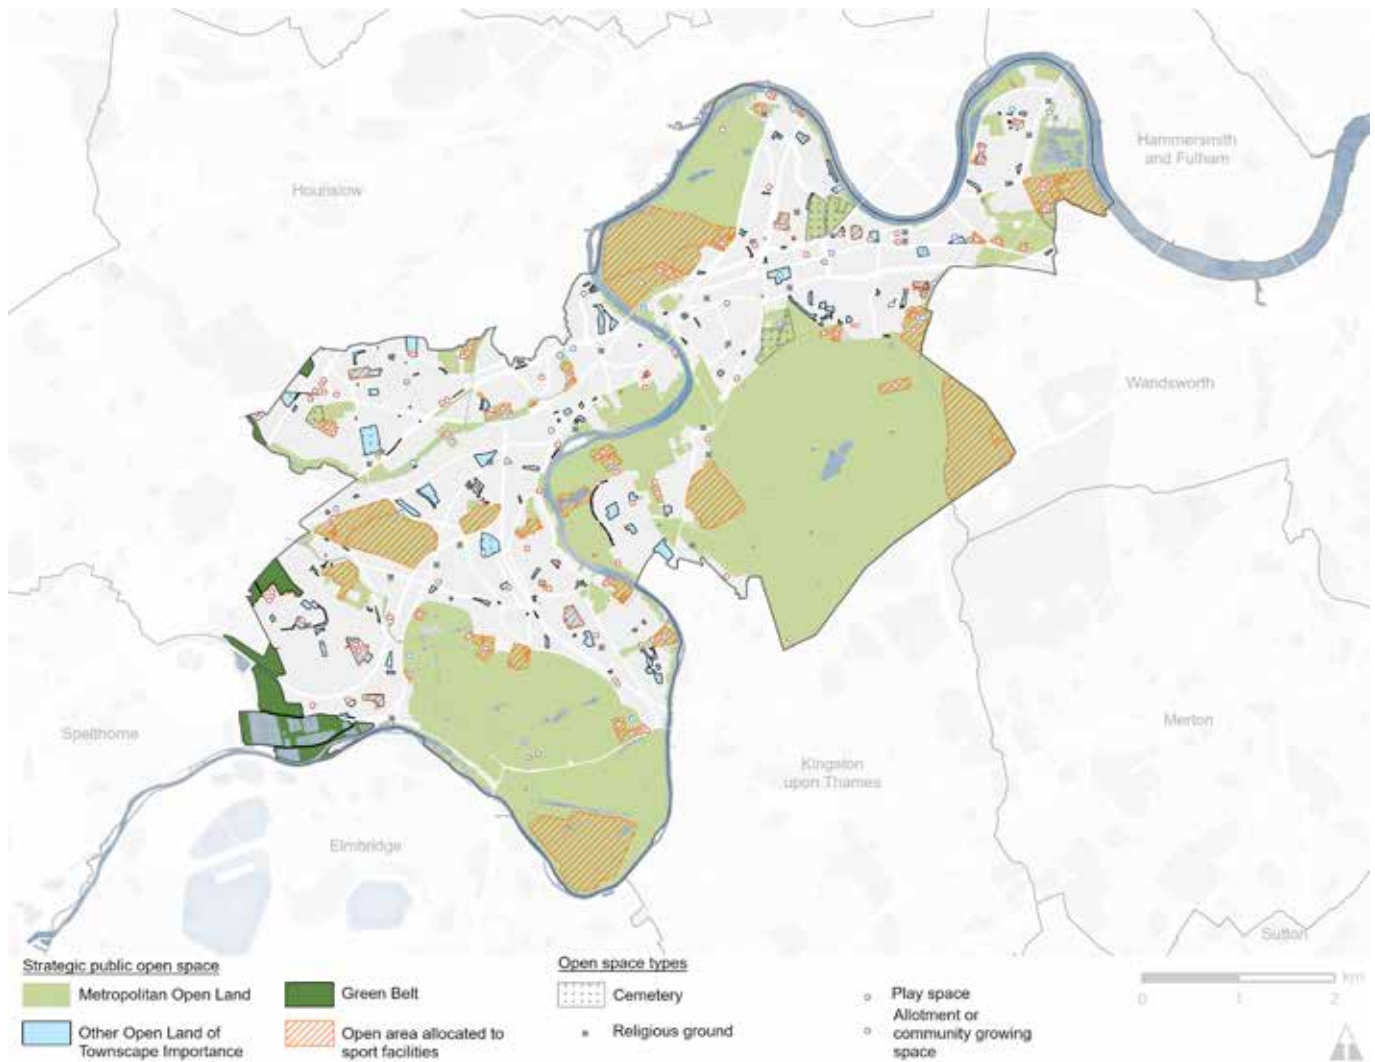 Hounslow
Hammersmith
and Fulham
Wandsworth
Spelthorne
Merton
Kingston
upon Thames
Elmbridge
Sutton
Strategic public open space
Metropolitan Open Land
Green Belt
Other Open Land of
Townscape Importance
Open area allocated to
sport facilities
Open space types
Cemetery
Religious ground
Play space
Allotment or
community growing
space
km
0 1 2